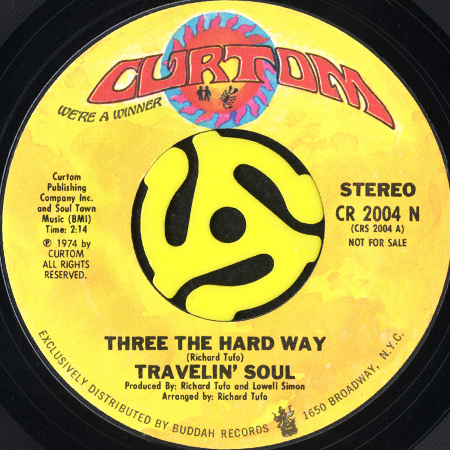 CURTOM
WE'RE A WINNER
Curtom
Publishing
Company Inc.
and Soul Town
Music (BMI)
Time: 2:14
℗ 1974 by
CURTOM
ALL RIGHTS
RESERVED.
STEREO
CR 2004 N
(CRS 2004 A)
NOT FOR SALE
THREE THE HARD WAY
(Richard Tufo)
TRAVELIN' SOUL
Produced By: Richard Tufo and Lowell Simon
Arranged by: Richard Tufo
EXCLUSIVELY DISTRIBUTED BY BUDDAH RECORDS 1650 BROADWAY, N.Y.C.